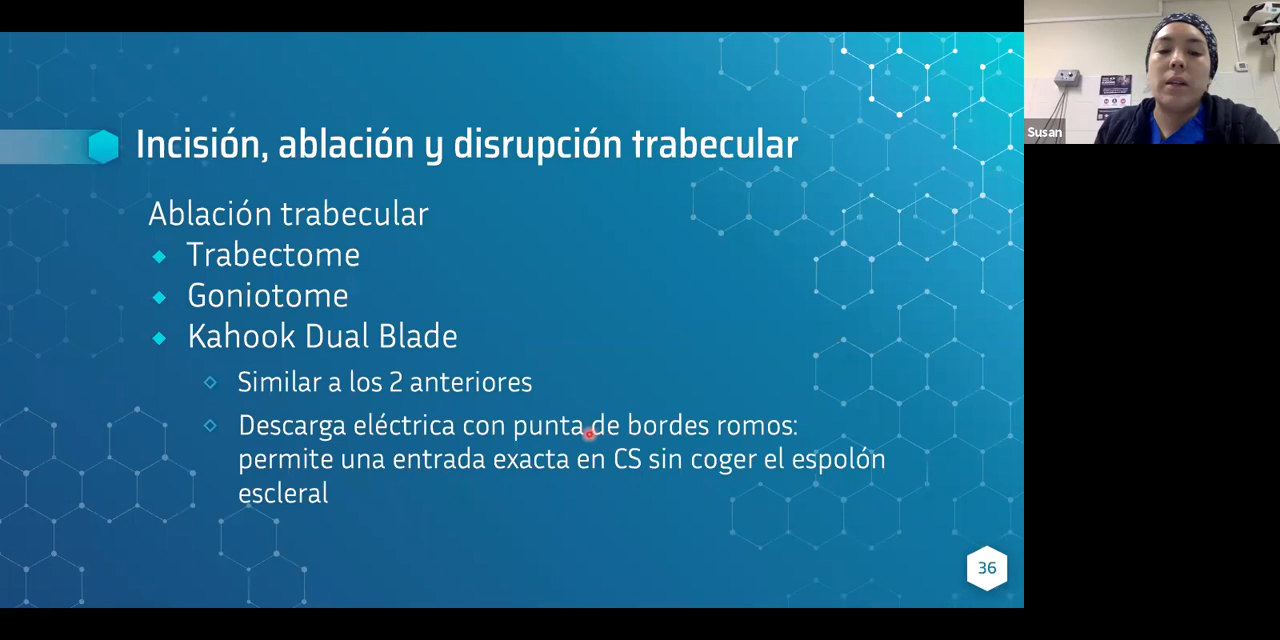 Incisión, ablación y disrupción trabecular
Ablación trabecular
Trabectome
Goniotome
Kahook Dual Blade
Similar a los 2 anteriores
Descarga eléctrica con punta de bordes romos:
permite una entrada exacta en CS sin coger el espolón
escleral
36
Susan